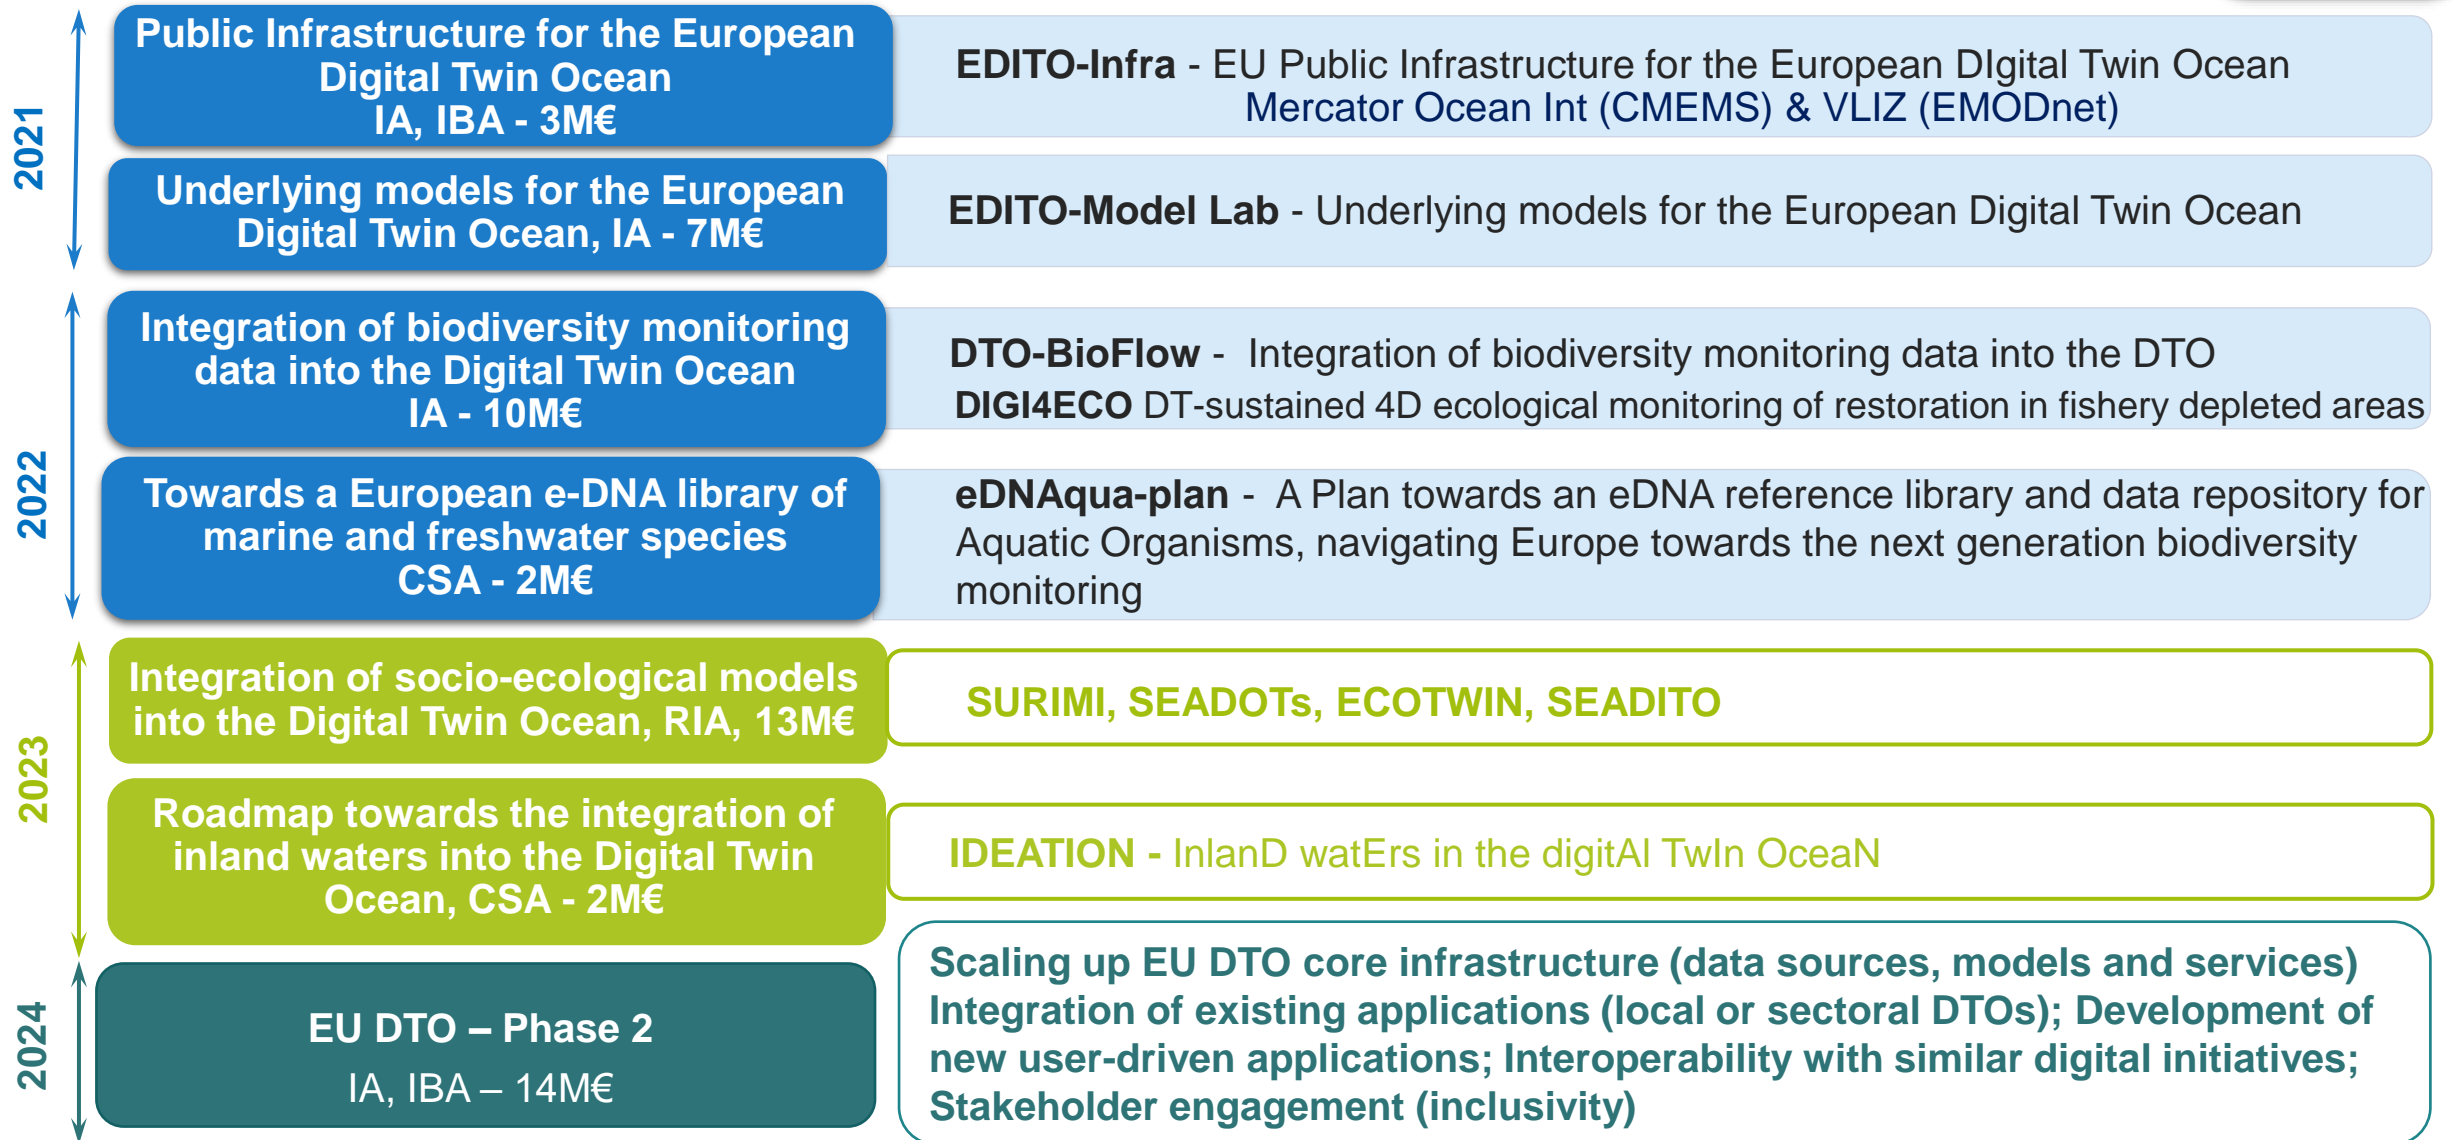 2021
Public Infrastructure for the European
Digital Twin Ocean
IA, IBA - 3M€
EDITO-Infra - EU Public Infrastructure for the European DIgital Twin Ocean
Mercator Ocean Int (CMEMS) & VLIZ (EMODnet)
Underlying models for the European
Digital Twin Ocean, IA - 7M€
EDITO-Model Lab - Underlying models for the European Digital Twin Ocean
2022
Integration of biodiversity monitoring
data into the Digital Twin Ocean
IA - 10M€
DTO-BioFlow - Integration of biodiversity monitoring data into the DTO
DIGI4ECO DT-sustained 4D ecological monitoring of restoration in fishery depleted areas
Towards a European e-DNA library of
marine and freshwater species
CSA - 2M€
eDNAqua-plan - A Plan towards an eDNA reference library and data repository for
Aquatic Organisms, navigating Europe towards the next generation biodiversity
monitoring
2023
Integration of socio-ecological models
into the Digital Twin Ocean, RIA, 13M€
SURIMI, SEADOTs, ECOTWIN, SEADITO
Roadmap towards the integration of
inland waters into the Digital Twin
Ocean, CSA - 2M€
IDEATION - InlanD watErs in the digitAl TwIn OceaN
2024
EU DTO – Phase 2
IA, IBA – 14M€
Scaling up EU DTO core infrastructure (data sources, models and services)
Integration of existing applications (local or sectoral DTOs); Development of
new user-driven applications; Interoperability with similar digital initiatives;
Stakeholder engagement (inclusivity)